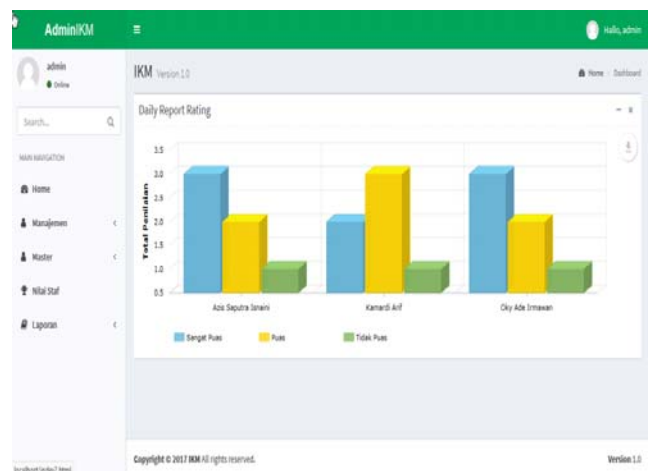 AdminIKM
Hallo, admin
admin
Online
Search...
MAIN NAVIGATION
Home
Manajemen
Master
Nilai Staf
Laporan
IKM Version 1.0
Home Dashboard
Daily Report Rating
Total Penilaian
3.5
3.0
2.5
2.0
1.5
1.0
0.5
Azis Saputra Isnaini
Kamardi Arif
Oky Ade Irmawan
Sangat Puas
Puas
Tidak Puas
Copyright © 2017 IKM All rights reserved.
Version 1.0